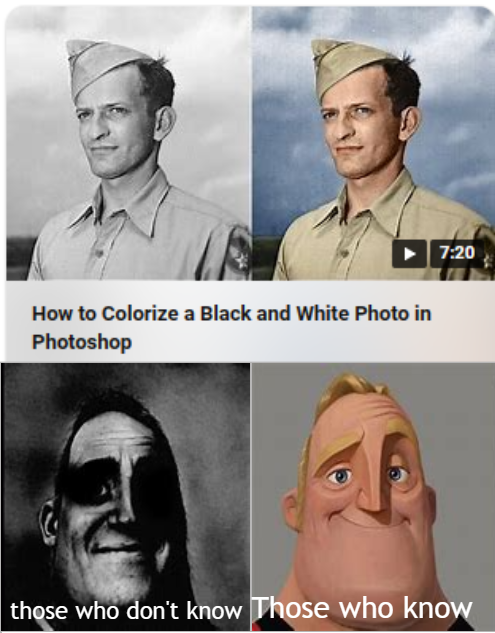 7:20
How to Colorize a Black and White Photo in
Photoshop
those who don't know
Those who know